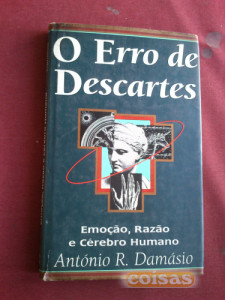 O Erro de
Descartes
Emoção, Razão
e Cérebro Humano
António R. Damásio
coisas